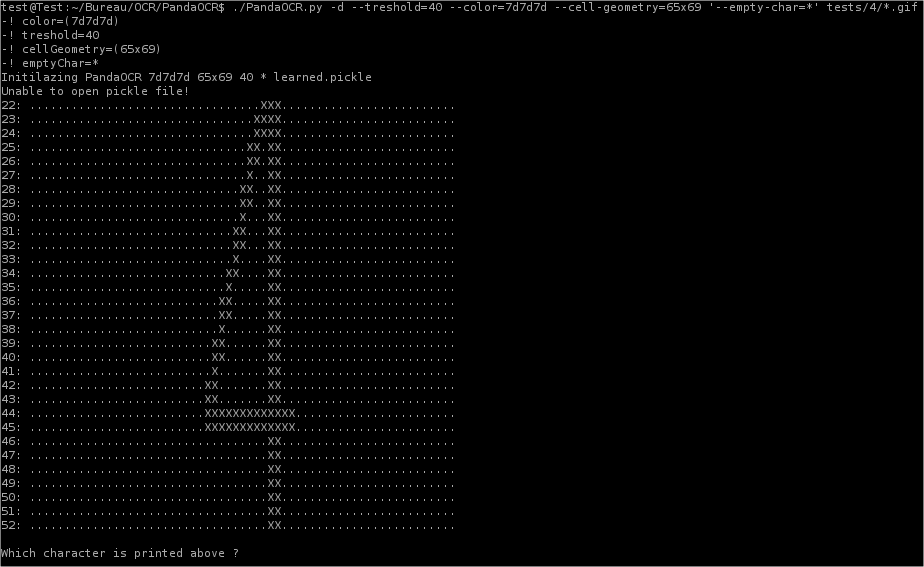 test@Test:~/Bureau/OCR/PandaOCR$ ./PandaOCR.py -d --treshold=40 --color=7d7d7d --cell-geometry=65x69 '--empty-char=*' tests/4/*.gif
-! color=(7d7d7d)
-! treshold=40
-! cellGeometry=(65x69)
-! emptyChar=*
Initilazing PandaOCR 7d7d7d 65x69 40 * learned.pickle
Unable to open pickle file!
22: .................................XXX.........................
23: ................................XXXX.........................
24: ................................XXXX.........................
25: ...............................XX.XX.........................
26: ...............................XX.XX.........................
27: ...............................X..XX.........................
28: ..............................XX..XX.........................
29: ..............................XX..XX.........................
30: ..............................X...XX.........................
31: .............................XX...XX.........................
32: .............................XX...XX.........................
33: .............................X....XX.........................
34: ............................XX....XX.........................
35: ............................X.....XX.........................
36: ...........................XX.....XX.........................
37: ...........................XX.....XX.........................
38: ...........................X......XX.........................
39: ..........................XX......XX.........................
40: ..........................XX......XX.........................
41: ..........................X.......XX.........................
42: .........................XX.......XX.........................
43: .........................XX.......XX.........................
44: .........................XXXXXXXXXXXXX.......................
45: .........................XXXXXXXXXXXXX.......................
46: ..................................XX.........................
47: ..................................XX.........................
48: ..................................XX.........................
49: ..................................XX.........................
50: ..................................XX.........................
51: ..................................XX.........................
52: ..................................XX.........................
Which character is printed above ?